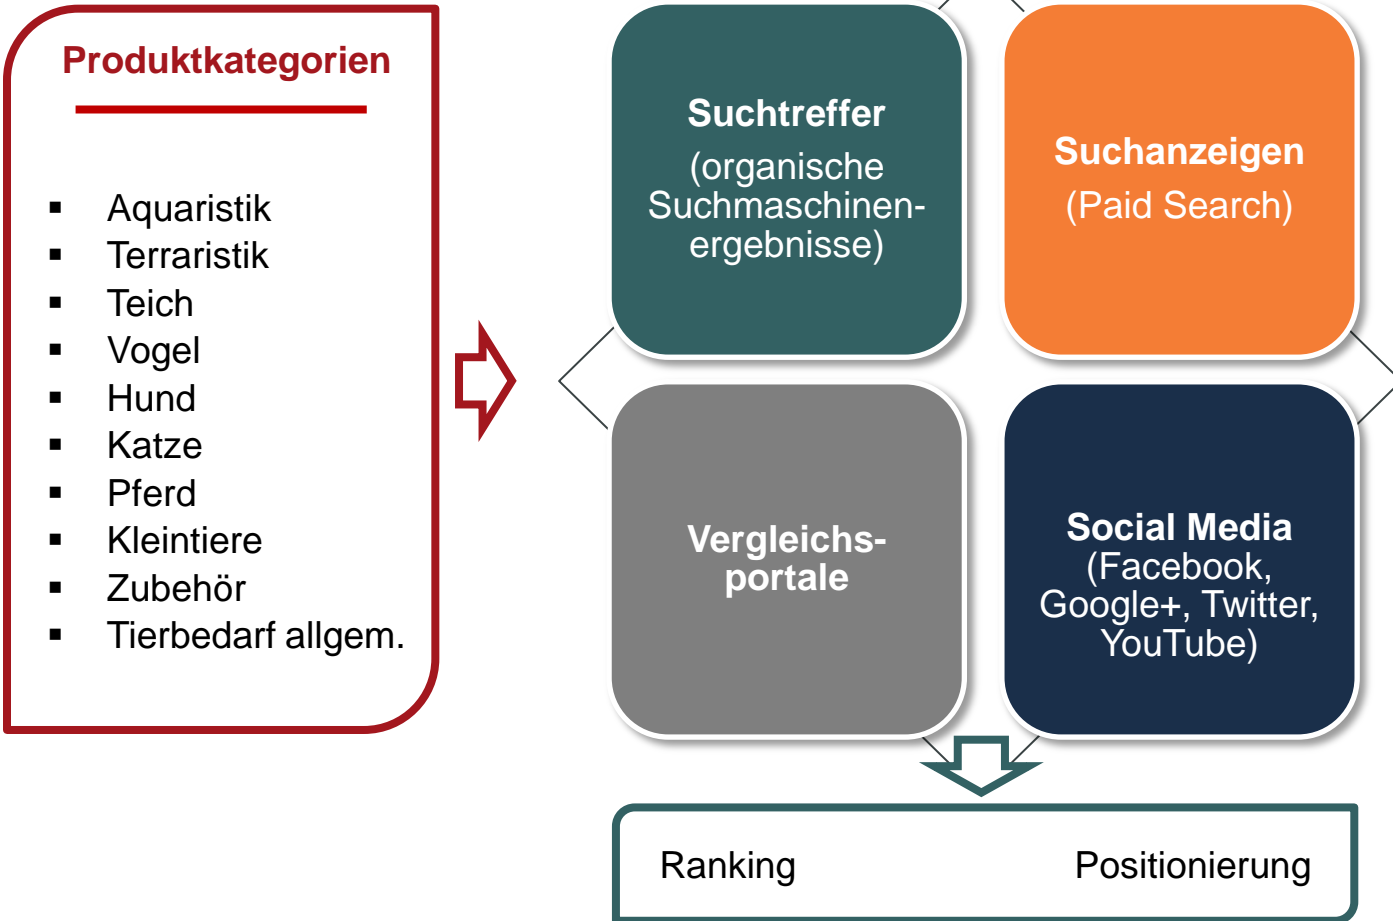 Produktkategorien
▪ Aquaristik
▪ Terraristik
▪ Teich
▪ Vogel
▪ Hund
▪ Katze
▪ Pferd
▪ Kleintiere
▪ Zubehör
▪ Tierbedarf allgem.
Suchtreffer
(organische
Suchmaschinen-
ergebnisse)
Suchanzeigen
(Paid Search)
Vergleichs-
portale
Social Media
(Facebook,
Google+, Twitter,
YouTube)
Ranking Positionierung